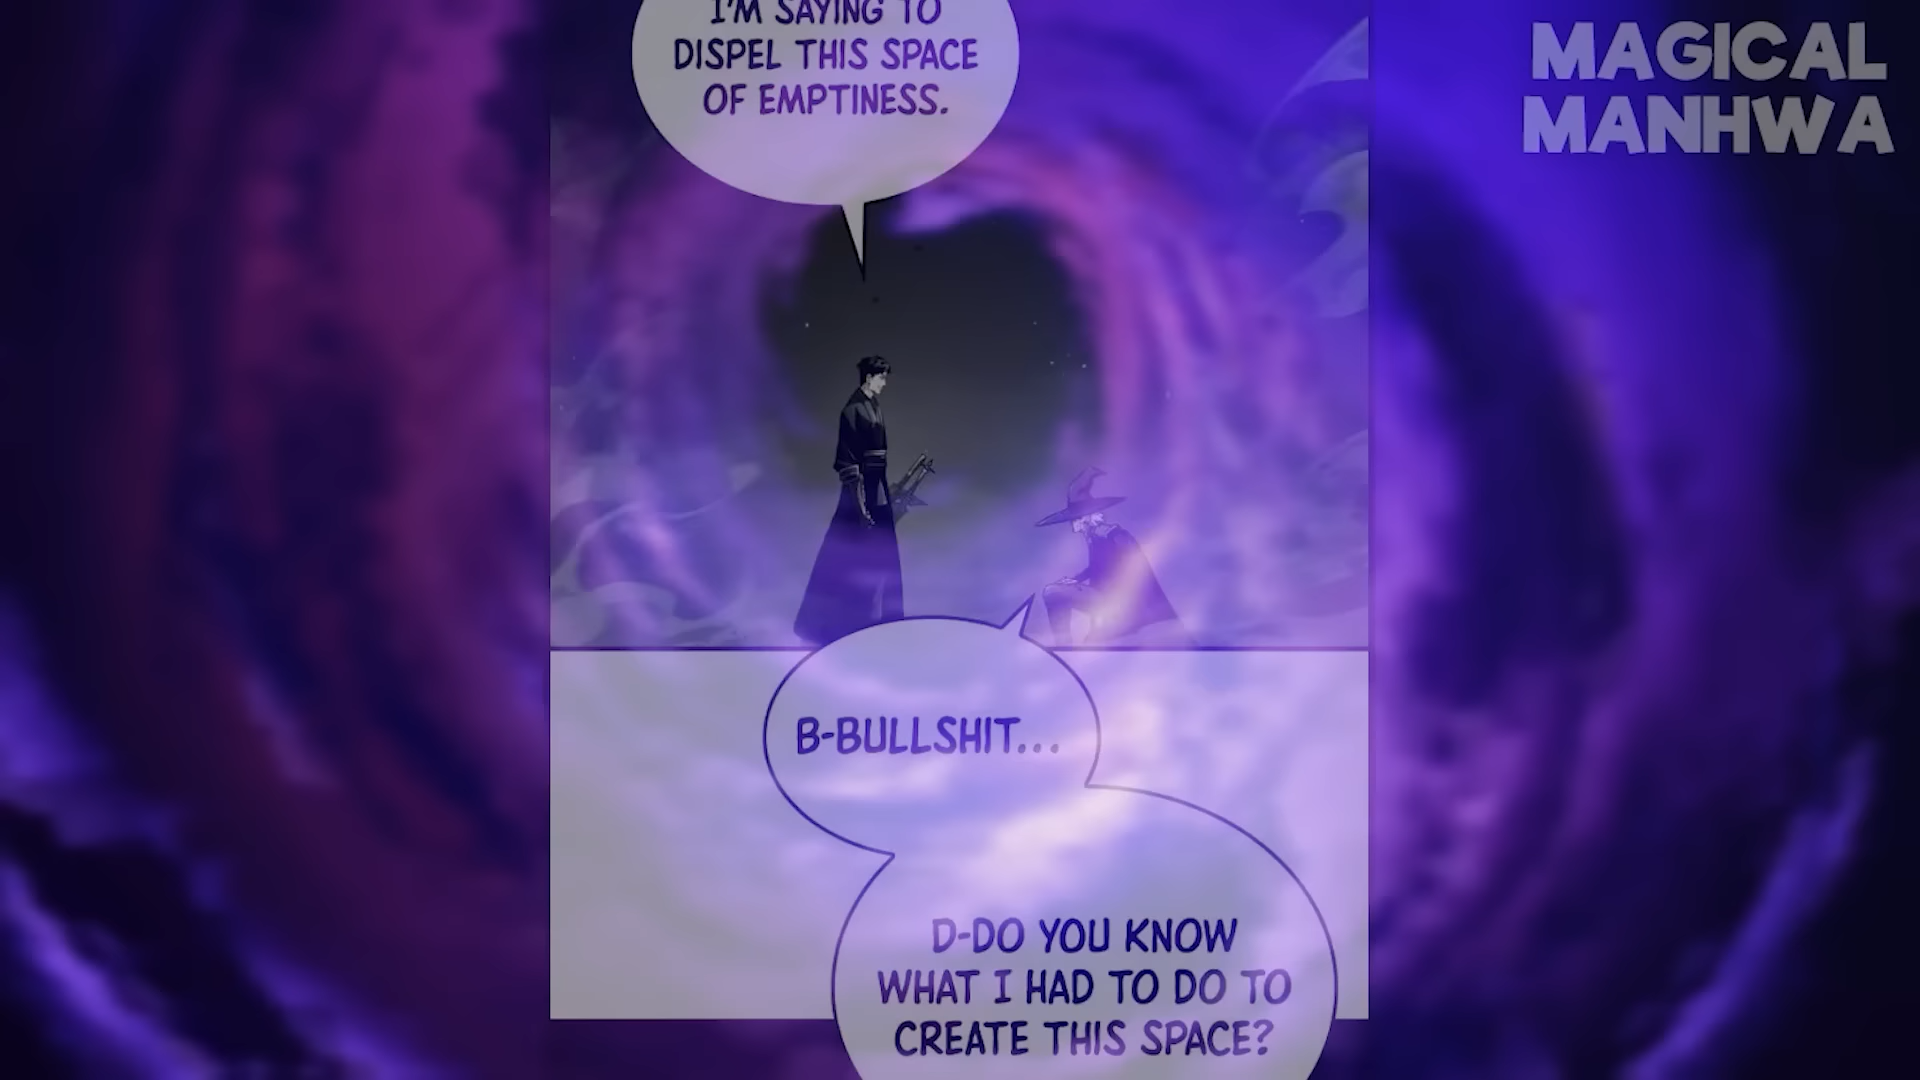 I'M SAYING TO
DISPEL THIS SPACE
OF EMPTINESS.
MAGICAL
MANHWA
B-BULLSHIT...
D-DO YOU KNOW
WHAT I HAD TO DO TO
CREATE THIS SPACE?